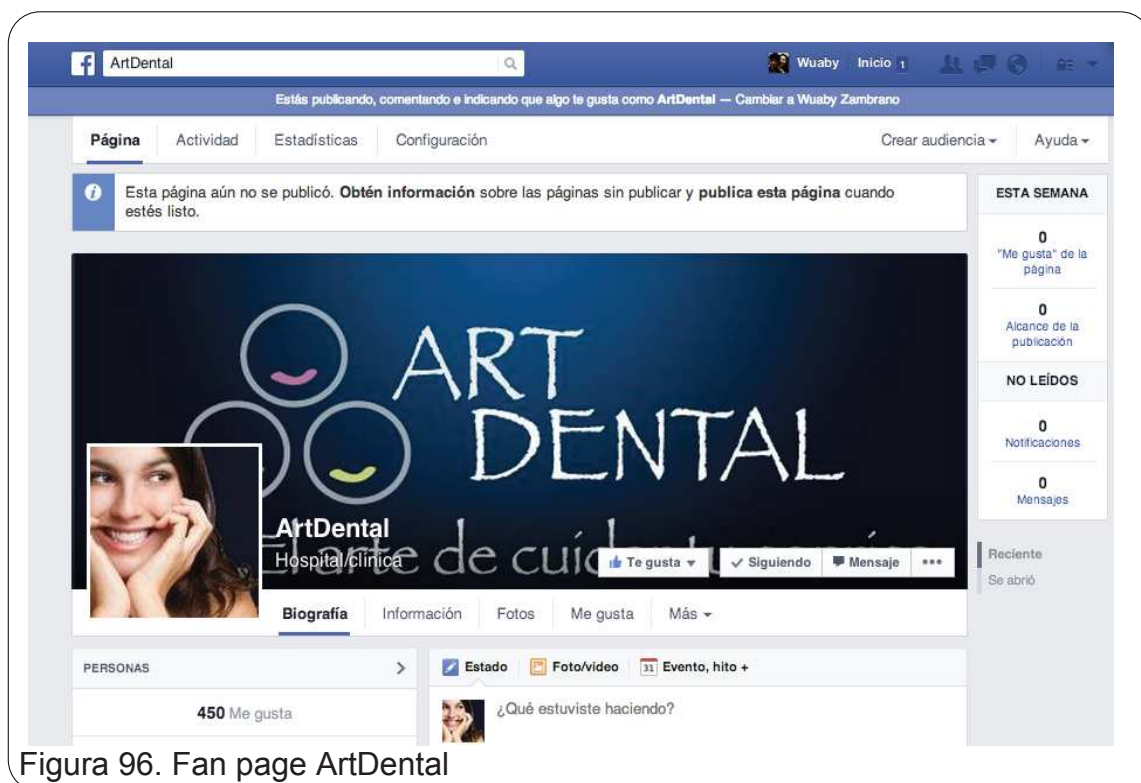 ArtDental
Wuaby Inicio 1
Estás publicando, comentando e indicando que algo te gusta como ArtDental — Cambiar a Wuaby Zambrano
Página Actividad Estadísticas Configuración Crear audiencia Ayuda
Esta página aún no se publicó. Obtén información sobre las páginas sin publicar y publica esta página cuando
estés listo.
ESTA SEMANA
0
"Me gusta" de la
página
0
Alcance de la
publicación
NO LEÍDOS
0
Notificaciones
0
Mensajes
Reciente
Se abrió
ART
DENTAL
El arte de
ArtDental
Hospital/clínica
Te gusta Siguiendo Mensaje •••
Biografía Información Fotos Me gusta Más
PERSONAS >
450 Me gusta
Estado Foto/video 31 Evento, hito +
¿Qué estuviste haciendo?
Figura 96. Fan page ArtDental